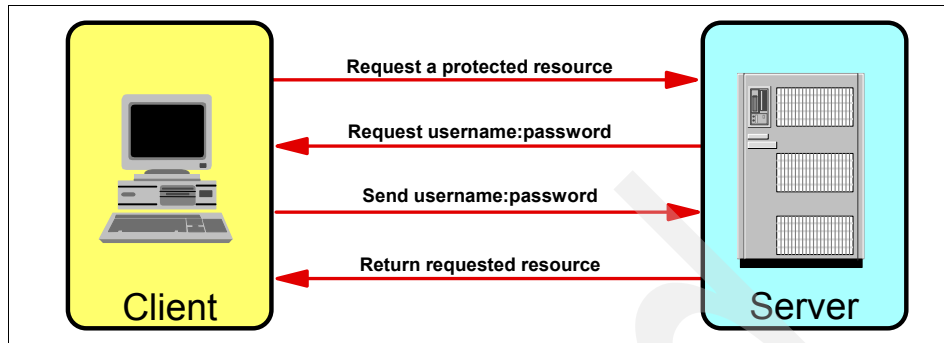 Request a protected resource
Request username:password
Send username:password
Return requested resource
Client
Server